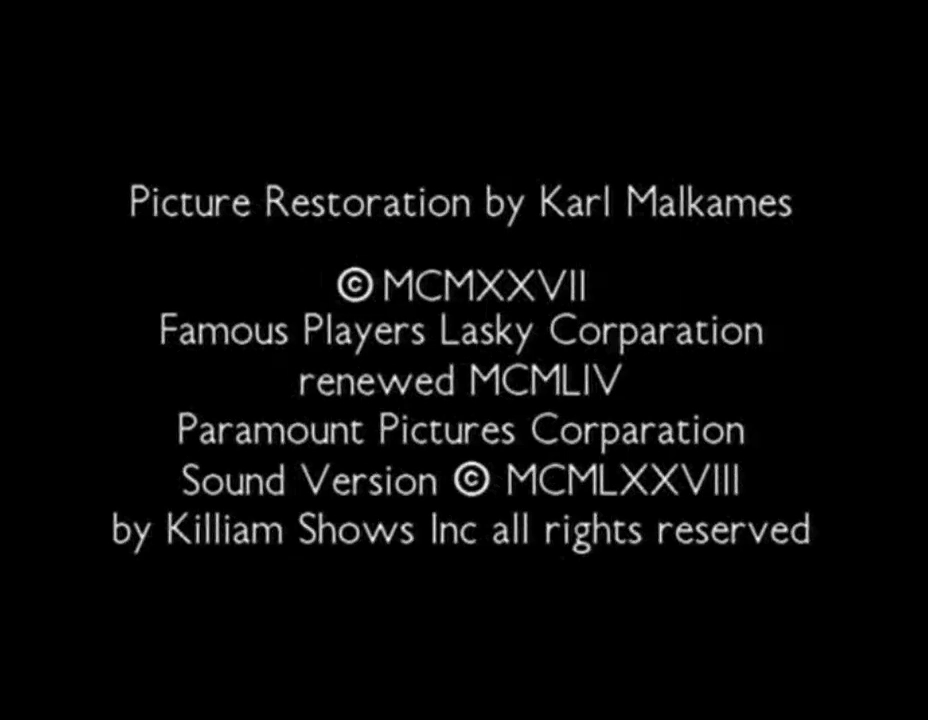 Picture Restoration by Karl Malkames
© MCMXXVII
Famous Players Lasky Corparation
renewed MCMLIV
Paramount Pictures Corparation
Sound Version © MCMLXXVIII
by Killiam Shows Inc all rights reserved